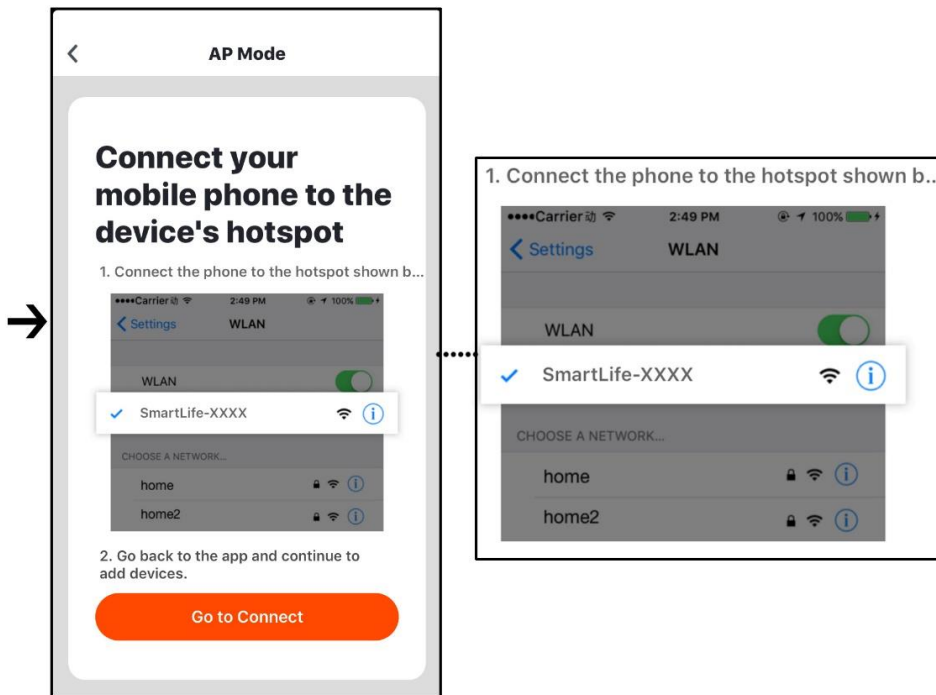 AP Mode
Connect your
mobile phone to the
device's hotspot
1. Connect the phone to the hotspot shown b...
••••Carrier 动 2:49 PM 100%
Settings WLAN
WLAN
SmartLife-XXXX
CHOOSE A NETWORK...
home
home2
2. Go back to the app and continue to
add devices.
Go to Connect
1. Connect the phone to the hotspot shown b..
••••Carrier 动 2:49 PM 100%
Settings WLAN
WLAN
SmartLife-XXXX
CHOOSE A NETWORK...
home
home2